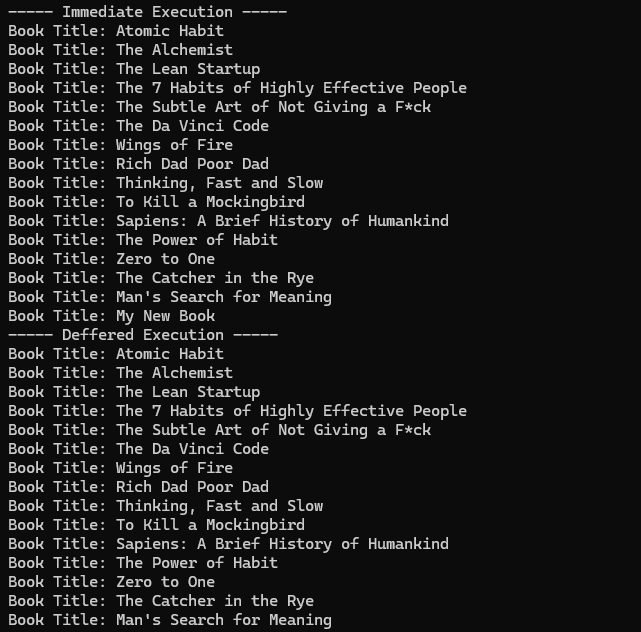 ----- Immediate Execution -----
Book Title: Atomic Habit
Book Title: The Alchemist
Book Title: The Lean Startup
Book Title: The 7 Habits of Highly Effective People
Book Title: The Subtle Art of Not Giving a F*ck
Book Title: The Da Vinci Code
Book Title: Wings of Fire
Book Title: Rich Dad Poor Dad
Book Title: Thinking, Fast and Slow
Book Title: To Kill a Mockingbird
Book Title: Sapiens: A Brief History of Humankind
Book Title: The Power of Habit
Book Title: Zero to One
Book Title: The Catcher in the Rye
Book Title: Man's Search for Meaning
Book Title: My New Book
----- Deffered Execution -----
Book Title: Atomic Habit
Book Title: The Alchemist
Book Title: The Lean Startup
Book Title: The 7 Habits of Highly Effective People
Book Title: The Subtle Art of Not Giving a F*ck
Book Title: The Da Vinci Code
Book Title: Wings of Fire
Book Title: Rich Dad Poor Dad
Book Title: Thinking, Fast and Slow
Book Title: To Kill a Mockingbird
Book Title: Sapiens: A Brief History of Humankind
Book Title: The Power of Habit
Book Title: Zero to One
Book Title: The Catcher in the Rye
Book Title: Man's Search for Meaning